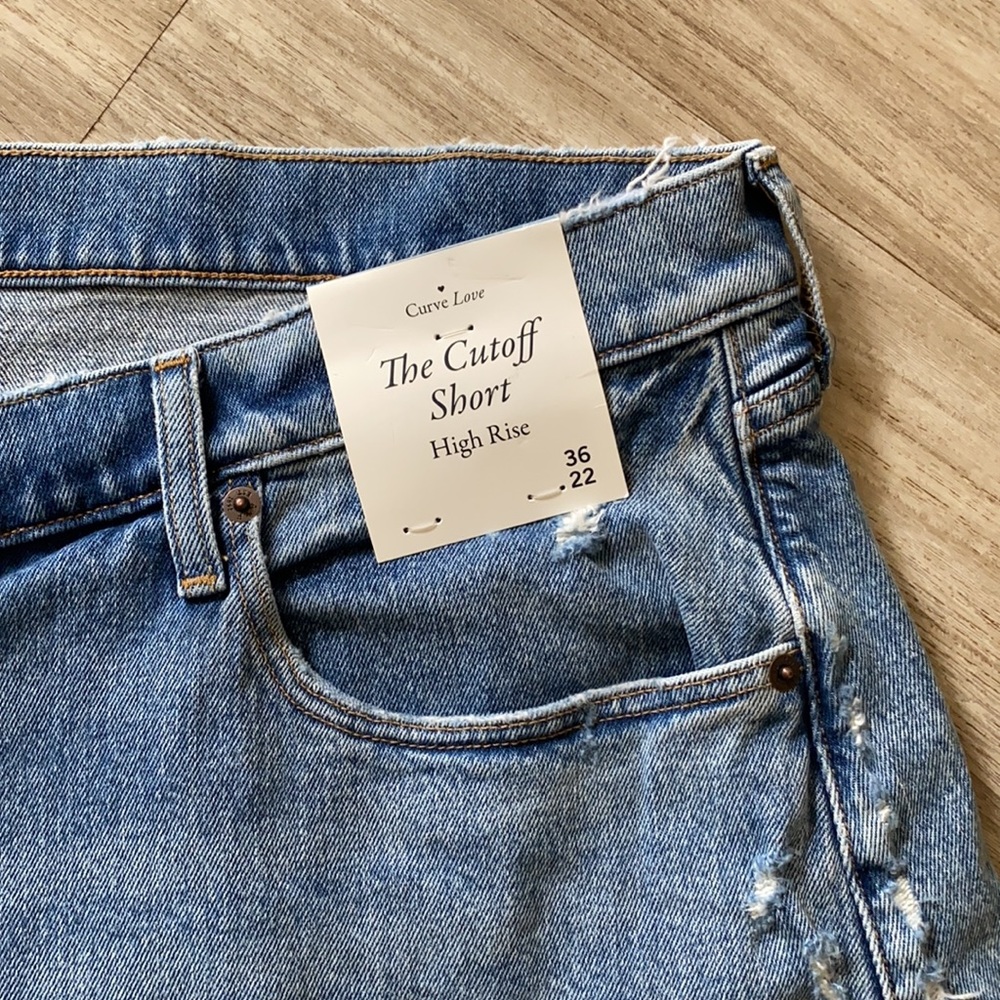 Curve Love
The Cutoff
Short
High Rise
36
22